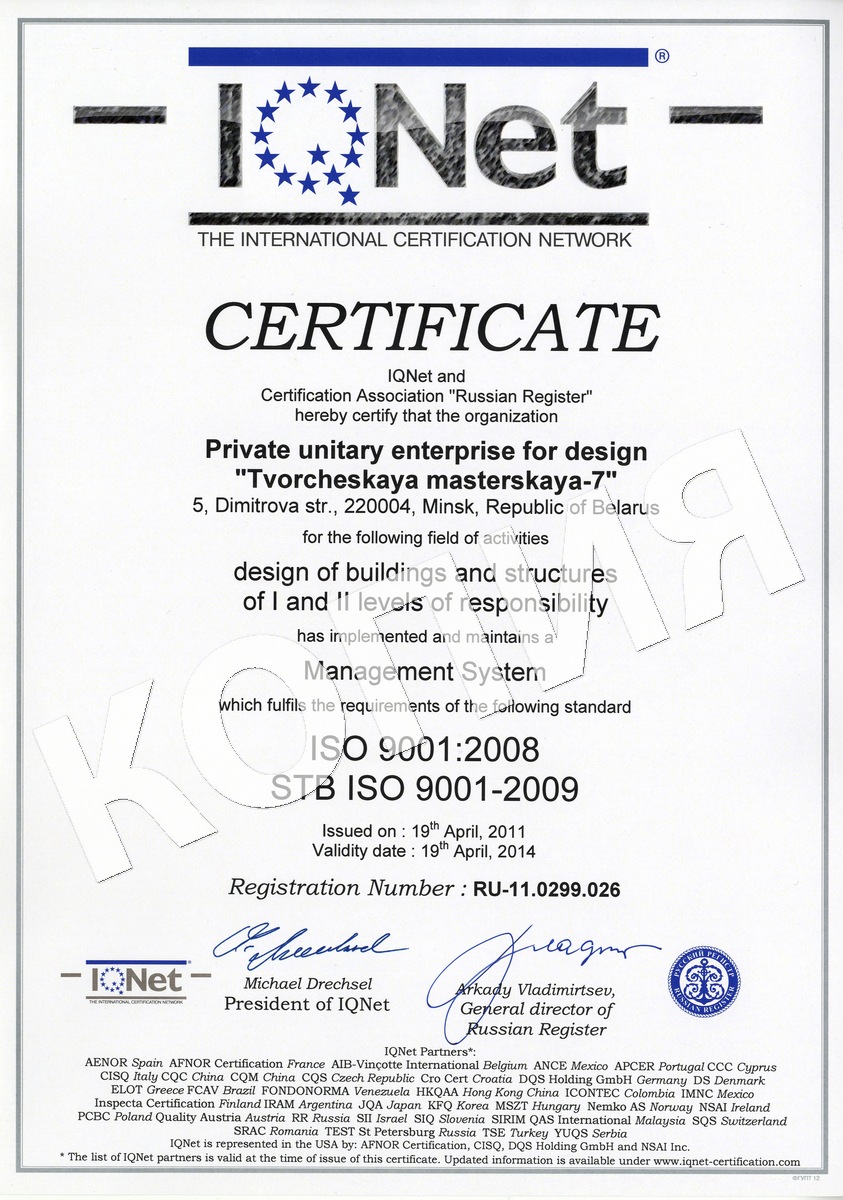 IQNet ®
THE INTERNATIONAL CERTIFICATION NETWORK
CERTIFICATE
IQNet and
Certification Association "Russian Register"
hereby certify that the organization
Private unitary enterprise for design
"Tvorcheskaya masterskaya-7"
5, Dimitrova str., 220004, Minsk, Republic of Belarus
for the following field of activities
design of buildings and structures
of I and II levels of responsibility
has implemented and maintains a
Management System
which fulfils the requirements of the following standard
ISO 9001:2008
STB ISO 9001-2009
Issued on : 19th April, 2011
Validity date : 19th April, 2014
Registration Number : RU-11.0299.026
КОПИЯ
IQNet ®
THE INTERNATIONAL CERTIFICATION NETWORK
Michael Drechsel
President of IQNet
Arkady Vladimirtsev,
General director of
Russian Register
РУССКИЙ РЕГИСТР
RUSSIAN REGISTER
IQNet Partners*:
AENOR Spain AFNOR Certification France AIB-Vinçotte International Belgium ANCE Mexico APCER Portugal CCC Cyprus
CISQ Italy CQC China CQM China CQS Czech Republic Cro Cert Croatia DQS Holding GmbH Germany DS Denmark
ELOT Greece FCAV Brazil FONDONORMA Venezuela HKQAA Hong Kong China ICONTEC Colombia IMNC Mexico
Inspecta Certification Finland IRAM Argentina JQA Japan KFQ Korea MSZT Hungary Nemko AS Norway NSAI Ireland
PCBC Poland Quality Austria Austria RR Russia SII Israel SIQ Slovenia SIRIM QAS International Malaysia SQS Switzerland
SRAC Romania TEST St Petersburg Russia TSE Turkey YUQS Serbia
IQNet is represented in the USA by: AFNOR Certification, CISQ, DQS Holding GmbH and NSAI Inc.
* The list of IQNet partners is valid at the time of issue of this certificate. Updated information is available under www.iqnet-certification.com
ФГУПТ 12